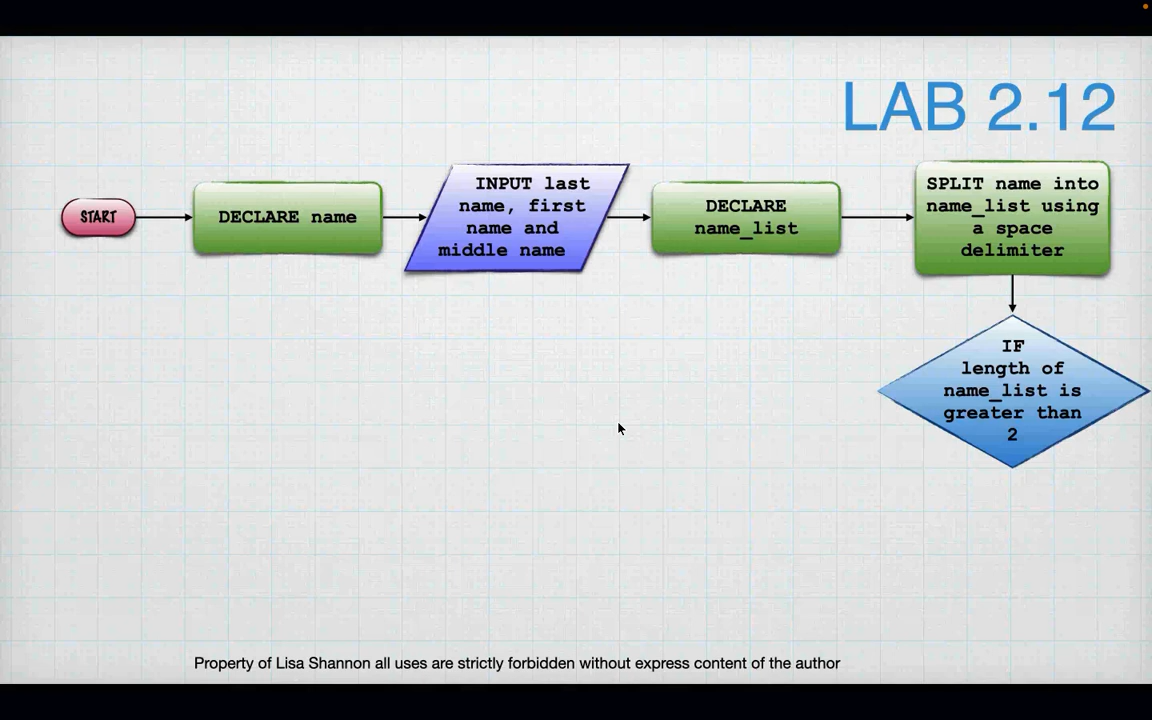 LAB 2.12
START
DECLARE name
INPUT last
name, first
name and
middle name
DECLARE
name_list
SPLIT name into
name_list using
a space
delimiter
IF
length of
name_list is
greater than
2
Property of Lisa Shannon all uses are strictly forbidden without express content of the author